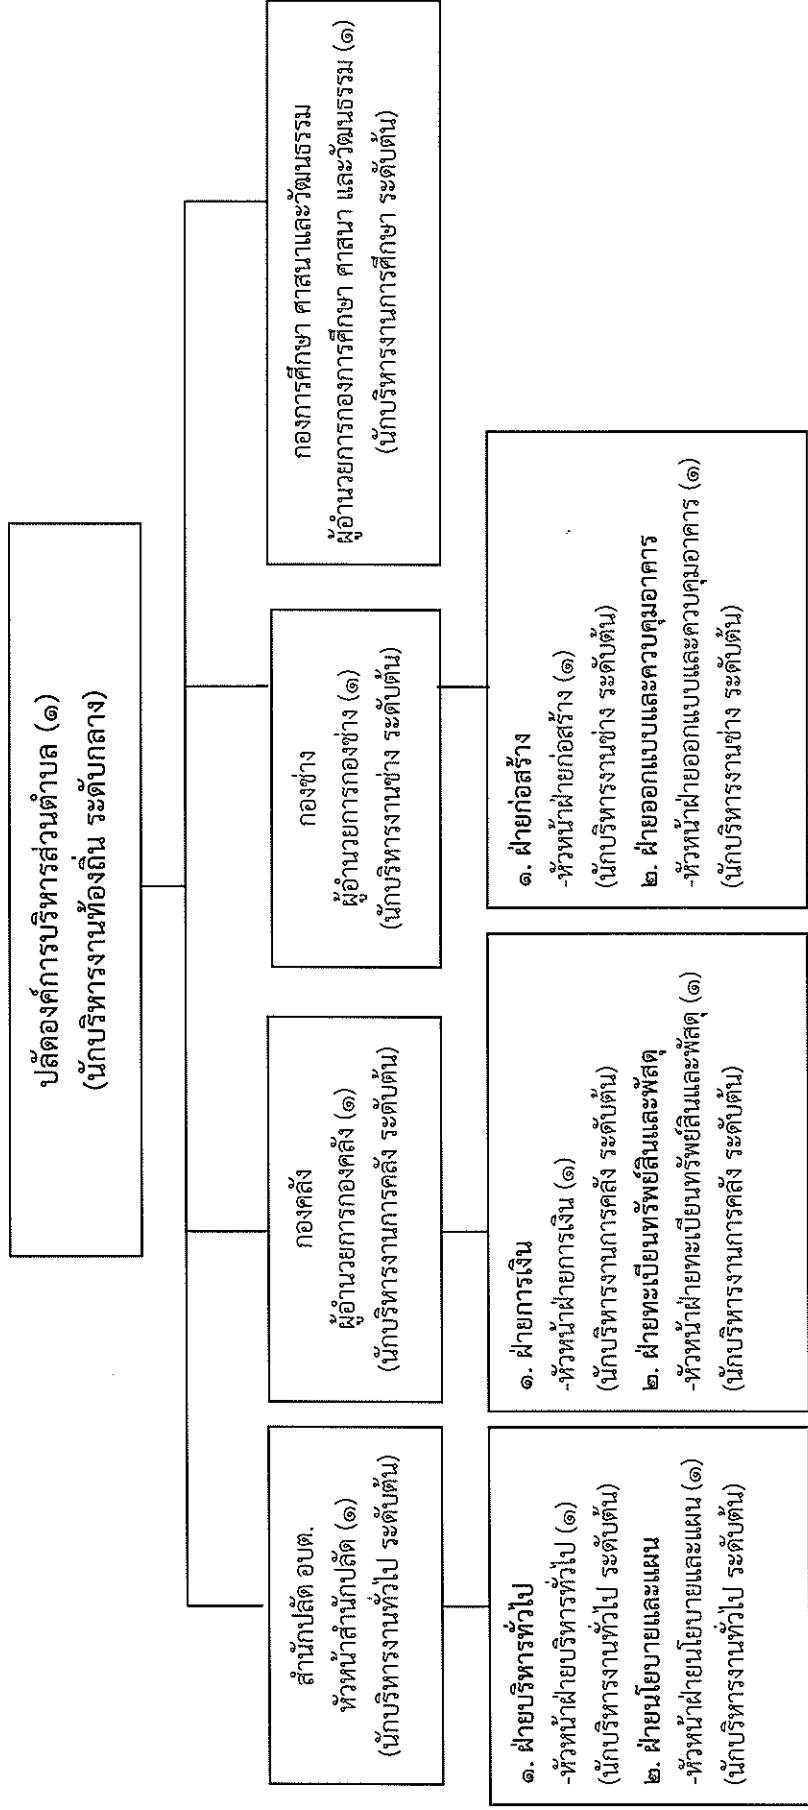 ปลัดองค์การบริหารส่วนตำบล (๑)
(นักบริหารงานท้องถิ่น ระดับกลาง)
สำนักปลัด อบต.
หัวหน้าสำนักปลัด (๑)
(นักบริหารงานทั่วไป ระดับต้น)
กองคลัง
ผู้อำนวยการกองคลัง (๑)
(นักบริหารงานการคลัง ระดับต้น)
กองช่าง
ผู้อำนวยการกองช่าง (๑)
(นักบริหารงานช่าง ระดับต้น)
กองการศึกษา ศาสนาและวัฒนธรรม
ผู้อำนวยการกองการศึกษา ศาสนา และวัฒนธรรม (๑)
(นักบริหารงานการศึกษา ระดับต้น)
๑. ฝ่ายบริหารทั่วไป
-หัวหน้าฝ่ายบริหารทั่วไป (๑)
(นักบริหารงานทั่วไป ระดับต้น)
๒. ฝ่ายนโยบายและแผน
-หัวหน้าฝ่ายนโยบายและแผน (๑)
(นักบริหารงานทั่วไป ระดับต้น)
๑. ฝ่ายการเงิน
-หัวหน้าฝ่ายการเงิน (๑)
(นักบริหารงานการคลัง ระดับต้น)
๒. ฝ่ายทะเบียนทรัพย์สินและพัสดุ
-หัวหน้าฝ่ายทะเบียนทรัพย์สินและพัสดุ (๑)
(นักบริหารงานการคลัง ระดับต้น)
๑. ฝ่ายก่อสร้าง
-หัวหน้าฝ่ายก่อสร้าง (๑)
(นักบริหารงานช่าง ระดับต้น)
๒. ฝ่ายออกแบบและควบคุมอาคาร
-หัวหน้าฝ่ายออกแบบและควบคุมอาคาร (๑)
(นักบริหารงานช่าง ระดับต้น)